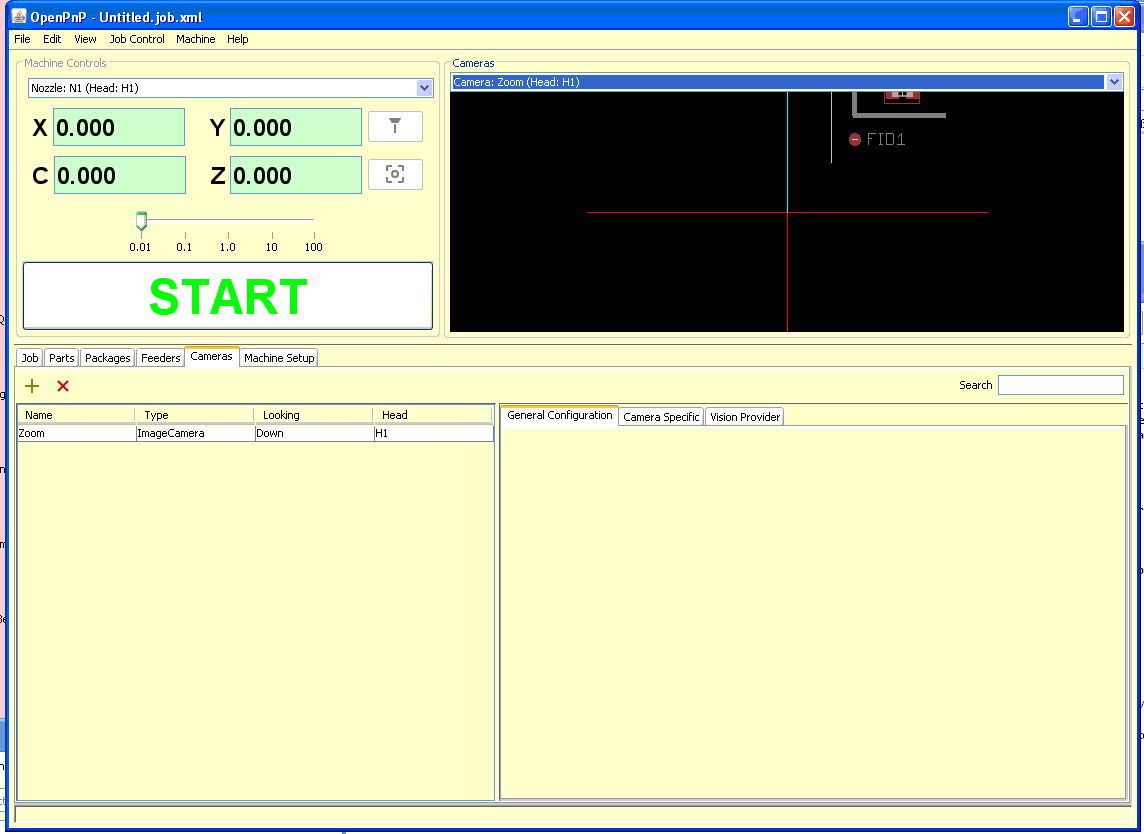 OpenPnP - Untitled.job.xml
File Edit View Job Control Machine Help
Machine Controls
Nozzle: N1 (Head: H1)
X 0.000 Y 0.000
C 0.000 Z 0.000
0.01 0.1 1.0 10 100
START
Cameras
Camera: Zoom (Head: H1)
FID1
Job Parts Packages Feeders Cameras Machine Setup
Search
Name Type Looking Head
Zoom ImageCamera Down H1
General Configuration Camera Specific Vision Provider